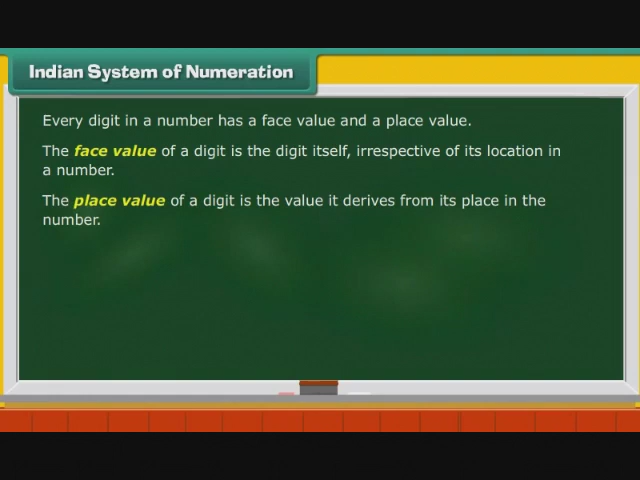 Indian System of Numeration
Every digit in a number has a face value and a place value.
The face value of a digit is the digit itself, irrespective of its location in
a number.
The place value of a digit is the value it derives from its place in the
number.